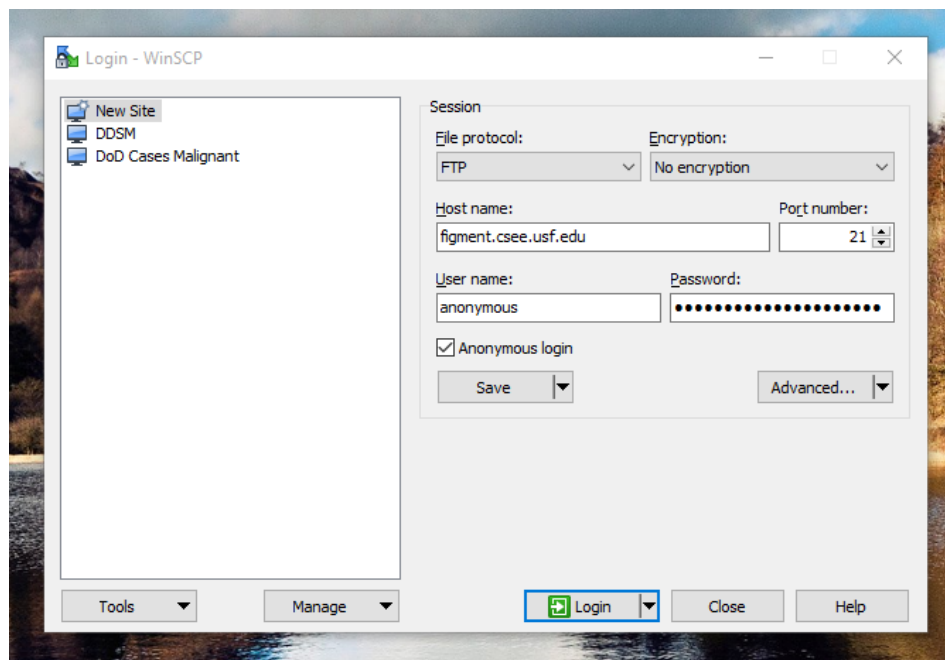 Login - WinSCP
New Site
DDSM
DoD Cases Malignant
Session
File protocol:
Encryption:
FTP
No encryption
Host name:
Port number:
figment.csee.usf.edu
21
User name:
Password:
anonymous
●●●●●●●●●●●●●●●●●●●●●
Anonymous login
Save
Advanced...
Tools
Manage
Login
Close
Help